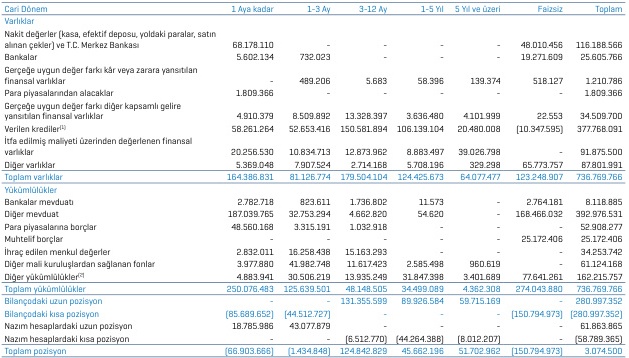 Cari Dönem 1 Aya kadar 1-3 Ay 3-12 Ay 1-5 Yıl 5 Yıl ve üzeri Faizsiz Toplam
Varlıklar
Nakit değerler (kasa, efektif deposu, yoldaki paralar, satın
alınan çekler) ve T.C. Merkez Bankası 68.178.110 - - - - 48.010.456 116.188.566
Bankalar 5.602.134 732.023 - - - 19.271.609 25.605.766
Gerçeğe uygun değer farkı kâr veya zarara yansıtılan
finansal varlıklar - 489.206 5.683 58.396 139.374 518.127 1.210.786
Para piyasalarından alacaklar 1.809.366 - - - - - 1.809.366
Gerçeğe uygun değer farkı diğer kapsamlı gelire
yansıtılan finansal varlıklar 4.910.379 8.509.892 13.328.397 3.636.480 4.101.999 22.553 34.509.700
Verilen krediler(1) 58.261.264 52.653.416 150.581.894 106.139.104 20.480.008 (10.347.595) 377.768.091
İtfa edilmiş maliyeti üzerinden değerlenen finansal
varlıklar 20.256.530 10.834.713 12.873.962 8.883.497 39.026.798 - 91.875.500
Diğer varlıklar 5.369.048 7.907.524 2.714.168 5.708.196 329.298 65.773.757 87.801.991
Toplam varlıklar 164.386.831 81.126.774 179.504.104 124.425.673 64.077.477 123.248.907 736.769.766
Yükümlülükler
Bankalar mevduatı 2.782.718 823.611 1.736.802 11.573 - 2.764.181 8.118.885
Diğer mevduat 187.039.765 32.753.294 4.662.820 54.620 - 168.466.032 392.976.531
Para piyasalarına borçlar 48.560.168 3.315.191 1.032.918 - - - 52.908.277
Muhtelif borçlar - - - - - 25.172.406 25.172.406
İhraç edilen menkul değerler 2.832.011 16.258.438 15.163.293 - - - 34.253.742
Diğer mali kuruluşlardan sağlanan fonlar 3.977.880 41.982.748 11.617.423 2.585.498 960.619 - 61.124.168
Diğer yükümlülükler(2) 4.883.941 30.506.219 13.935.249 31.847.398 3.401.689 77.641.261 162.215.757
Toplam yükümlülükler 250.076.483 125.639.501 48.148.505 34.499.089 4.362.308 274.043.880 736.769.766
Bilançodaki uzun pozisyon - - 131.355.599 89.926.584 59.715.169 - 280.997.352
Bilançodaki kısa pozisyon (85.689.652) (44.512.727) - - - (150.794.973) (280.997.352)
Nazım hesaplardaki uzun pozisyon 18.785.986 43.077.879 - - - - 61.863.865
Nazım hesaplardaki kısa pozisyon - - (6.512.770) (44.264.388) (8.012.207) - (58.789.365)
Toplam pozisyon (66.903.666) (1.434.848) 124.842.829 45.662.196 51.702.962 (150.794.973) 3.074.500